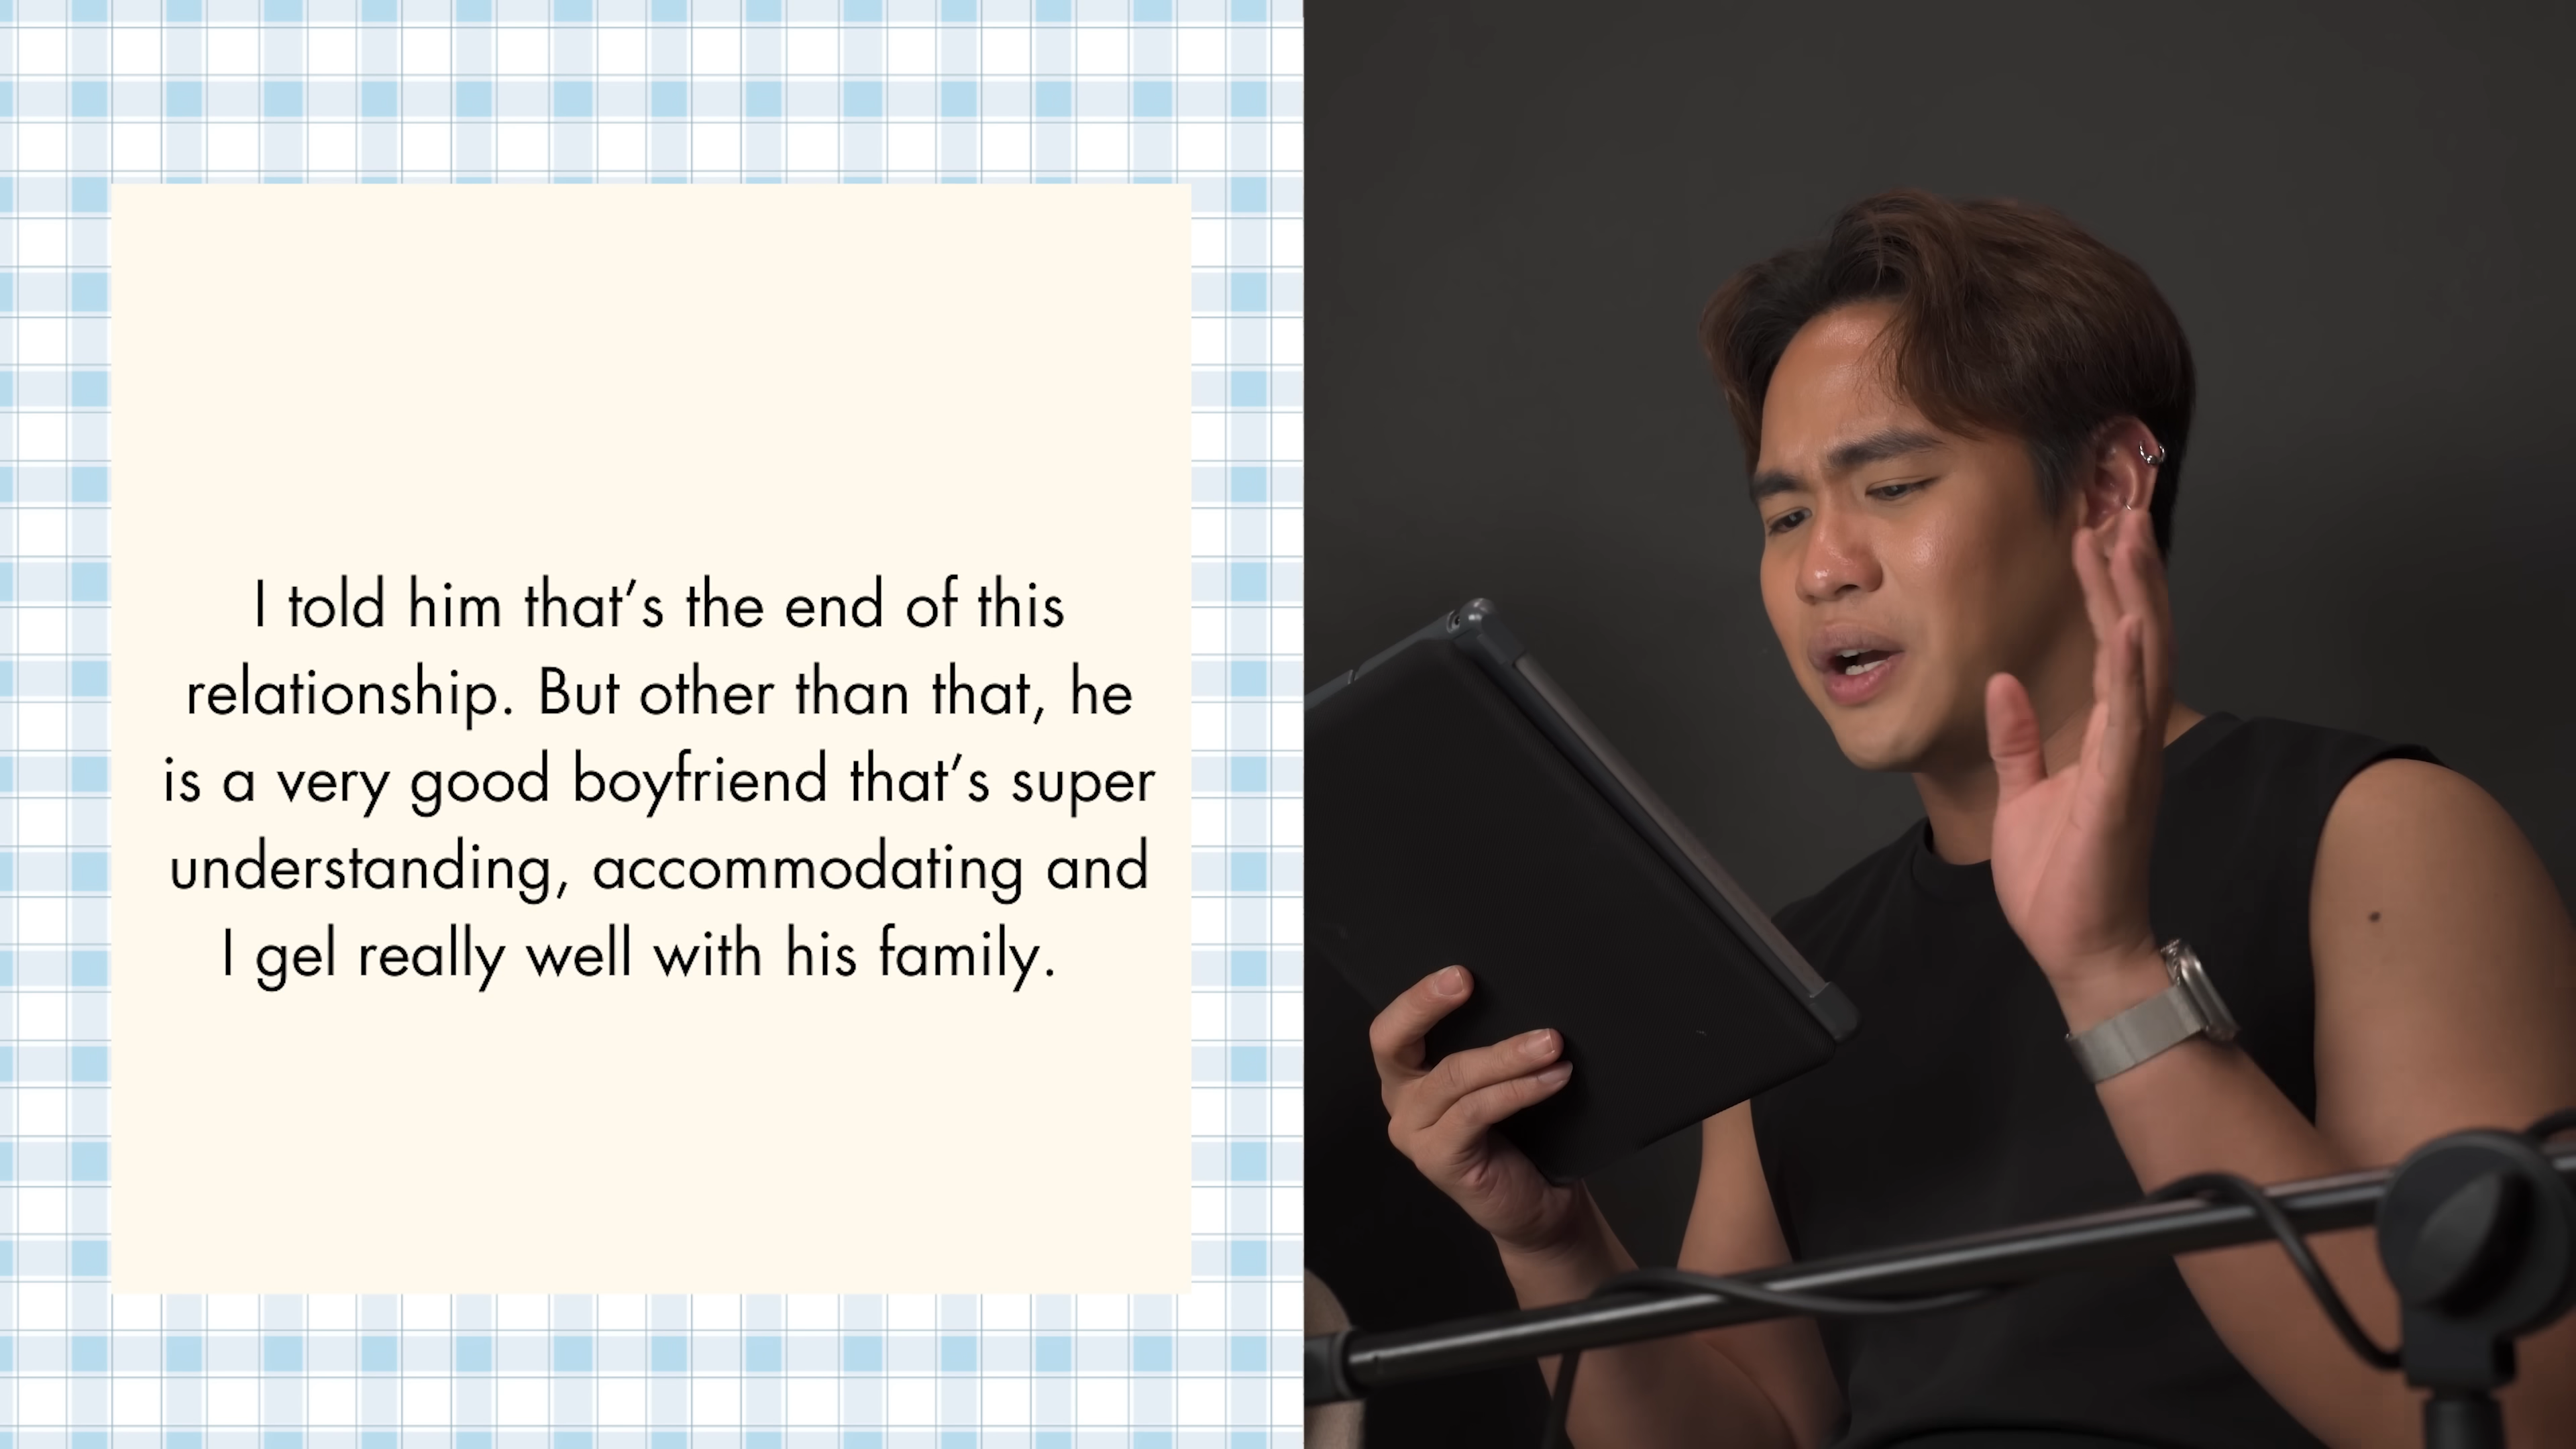 I told him that’s the end of this
relationship. But other than that, he
is a very good boyfriend that’s super
understanding, accommodating and
I gel really well with his family.